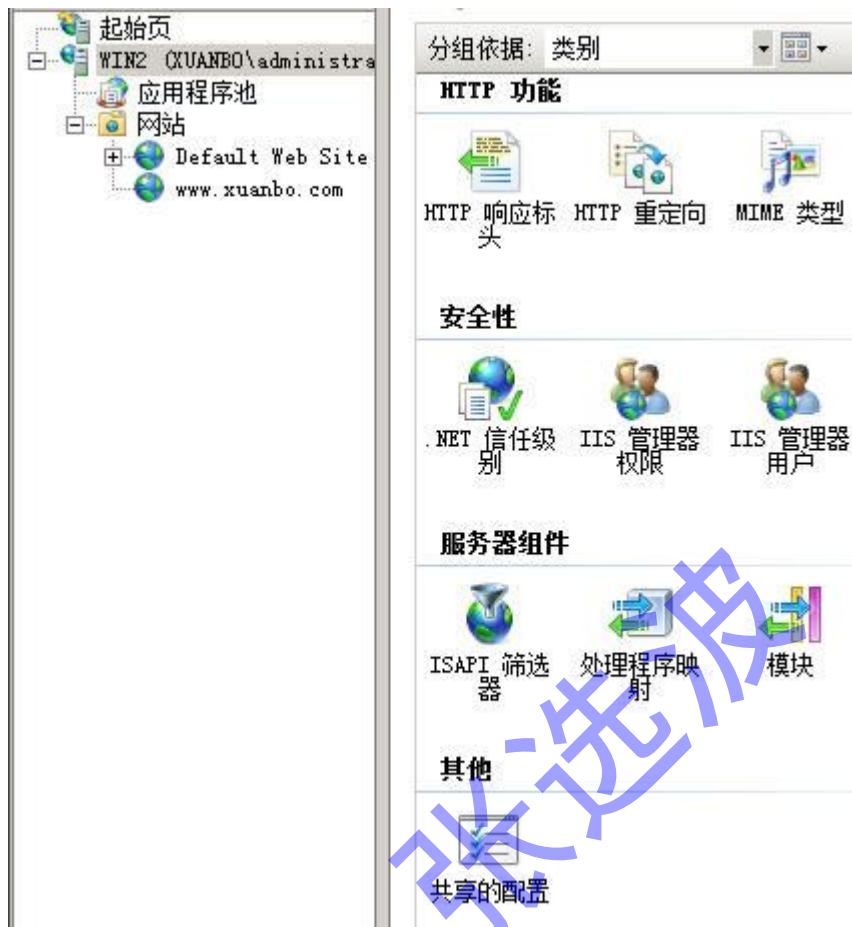 起始页
WIN2 (XUANBO\administra
应用程序池
网站
Default Web Site
www.xuanbo.com
分组依据: 类别
HTTP 功能
HTTP 响应标
头
HTTP 重定向
MIME 类型
安全性
.NET 信任级
别
IIS 管理器
权限
IIS 管理器
用户
服务器组件
ISAPI 筛选
器
处理程序映
射
模块
其他
共享的配置
张选波